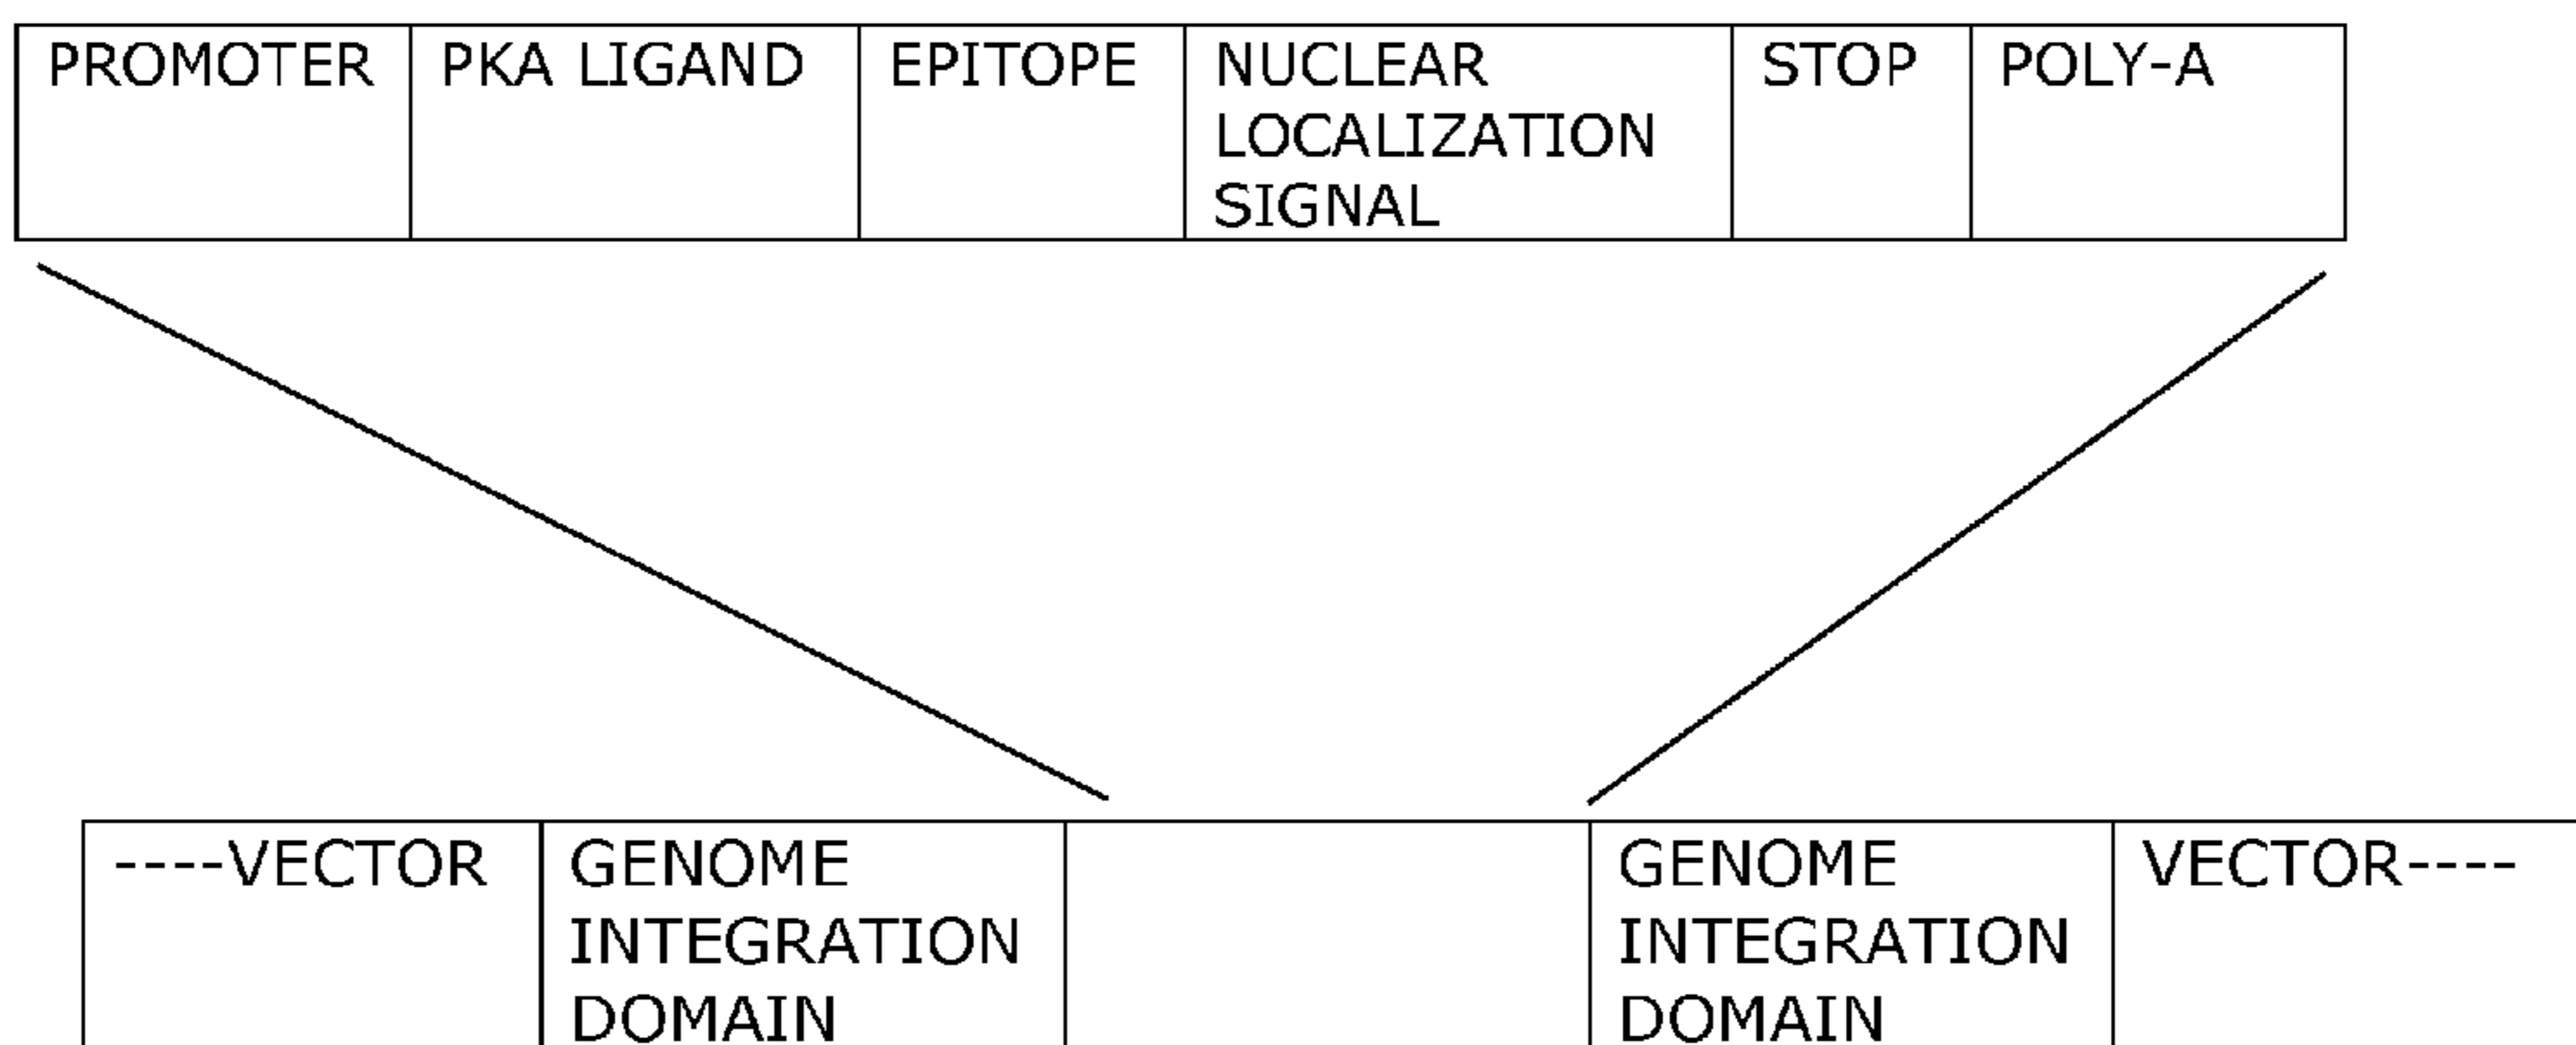 PROMOTER PKA LIGAND EPITOPE NUCLEAR STOP POLY-A
LOCALIZATION
SIGNAL
----VECTOR GENOME GENOME VECTOR----
INTEGRATION INTEGRATION
DOMAIN DOMAIN